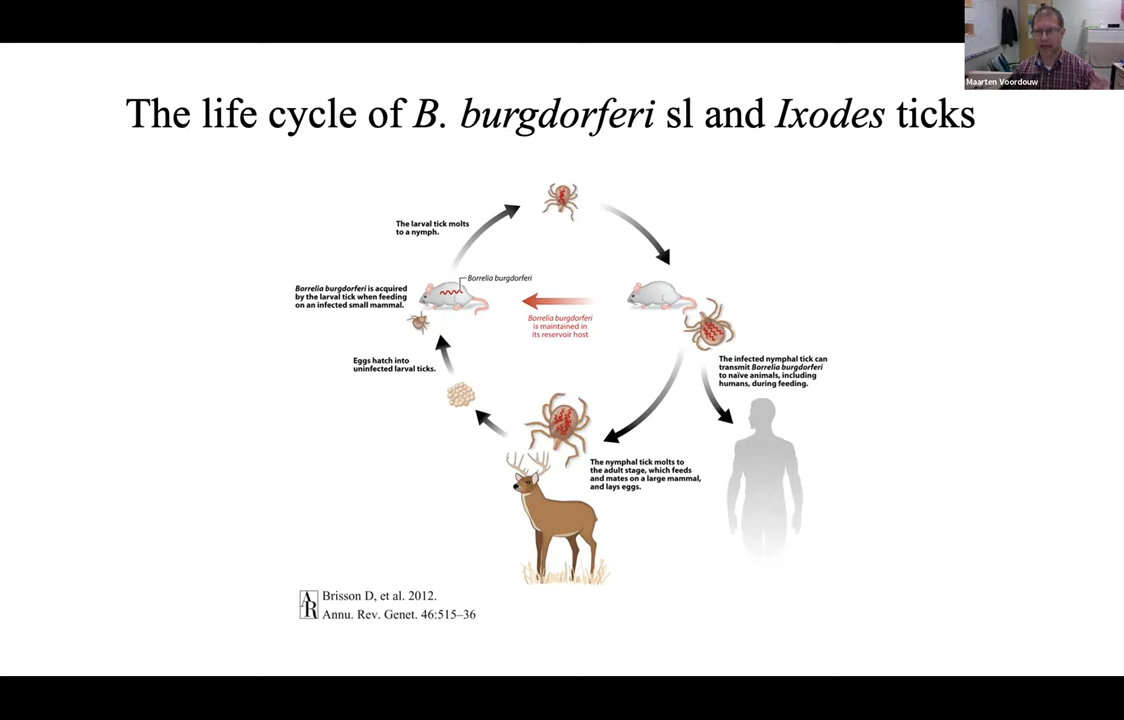 Maarten Voordouw
The life cycle of B. burgdorferi sl and Ixodes ticks
The larval tick molts
to a nymph.
Borrelia burgdorferi
Borrelia burgdorferi is acquired
by the larval tick when feeding
on an infected small mammal.
Borrelia burgdorferi
is maintained in
its reservoir host
Eggs hatch into
uninfected larval ticks.
The infected nymphal tick can
transmit Borrelia burgdorferi
to naïve animals, including
humans, during feeding.
The nymphal tick molts to
the adult stage, which feeds
and mates on a large mammal,
and lays eggs.
AR
Brisson D, et al. 2012.
Annu. Rev. Genet. 46:515–36